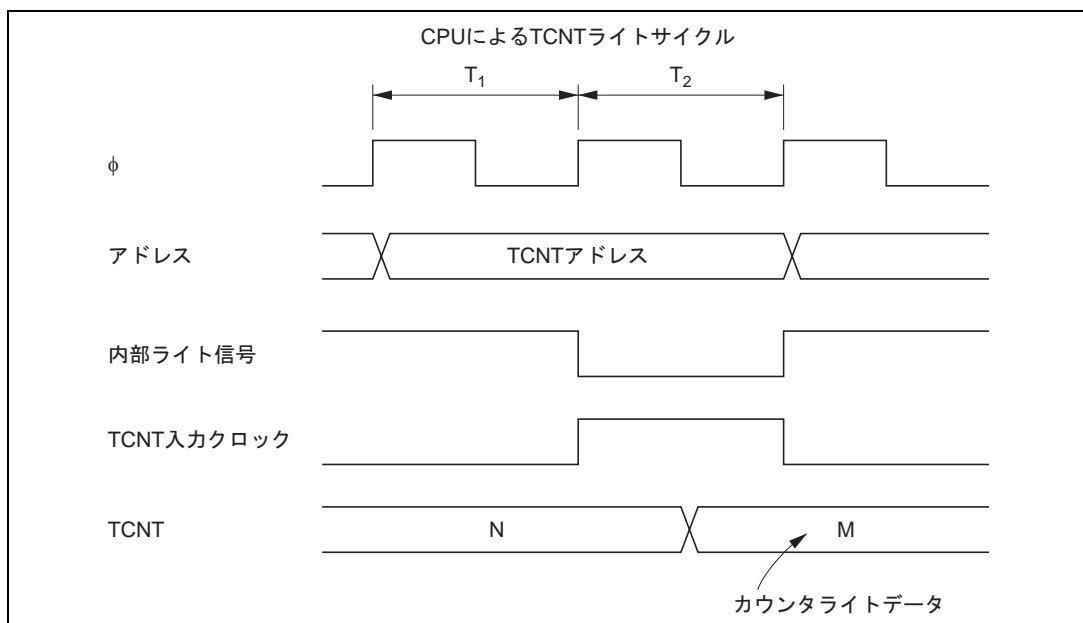 CPUによるTCNTライトサイクル
T1 T2
φ
アドレス TCNTアドレス
内部ライト信号
TCNT入力クロック
TCNT N M
カウンタライトデータ